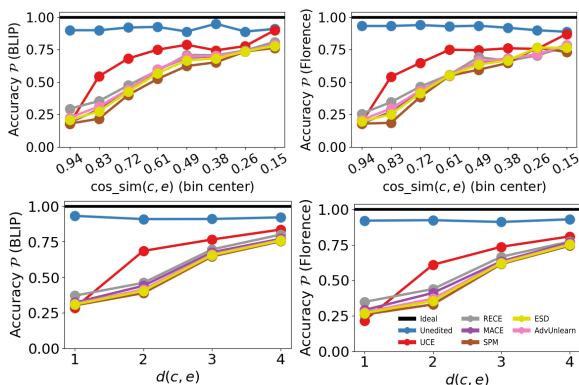 1.00
0.75
0.50
0.25
0.00
Accuracy P (BLIP)
0.94 0.83 0.72 0.61 0.49 0.38 0.26 0.15
cos_sim(c, e) (bin center)
1.00
0.75
0.50
0.25
0.00
Accuracy P (Florence)
0.94 0.83 0.72 0.61 0.49 0.38 0.26 0.15
cos_sim(c, e) (bin center)
1.00
0.75
0.50
0.25
0.00
Accuracy P (BLIP)
1 2 3 4
d(c, e)
1.00
0.75
0.50
0.25
0.00
Accuracy P (Florence)
Ideal RECE ESD
Unedited MACE AdvUnlearn
UCE SPM
1 2 3 4
d(c, e)